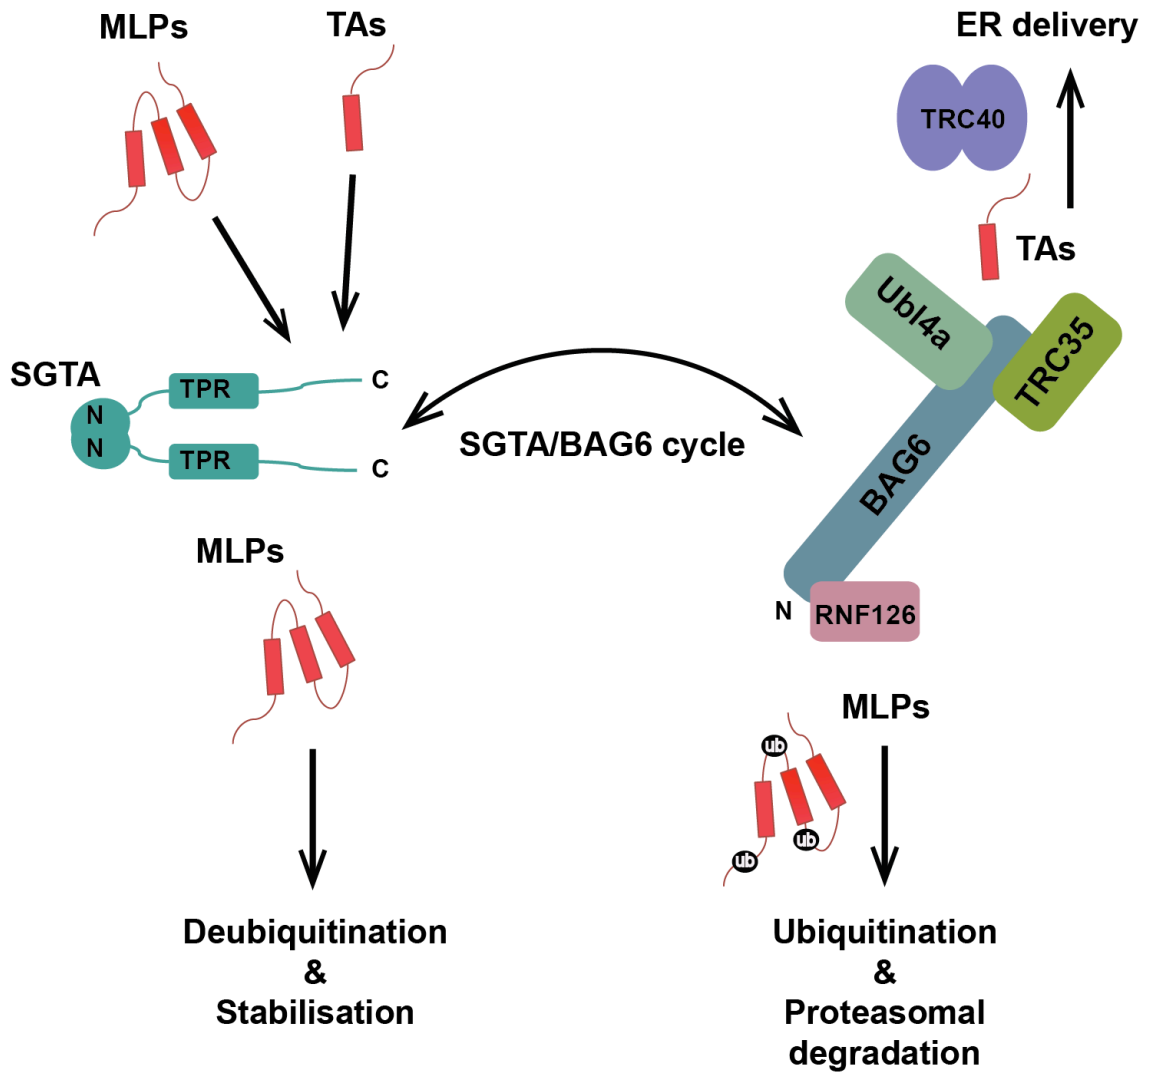 MLPs
TAs
ER delivery
TRC40
TAs
Ubl4a
TRC35
SGTA
N
N
TPR
C
TPR
C
SGTA/BAG6 cycle
BAG6
N
RNF126
MLPs
MLPs
ub
ub
ub
Deubiquitination
&
Stabilisation
Ubiquitination
&
Proteasomal
degradation